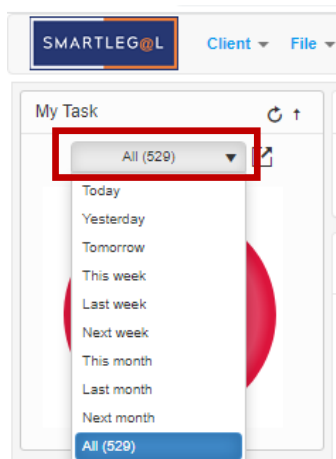 SMARTLEG@L Client File
My Task
All (529)
Today
Yesterday
Tomorrow
This week
Last week
Next week
This month
Last month
Next month
All (529)